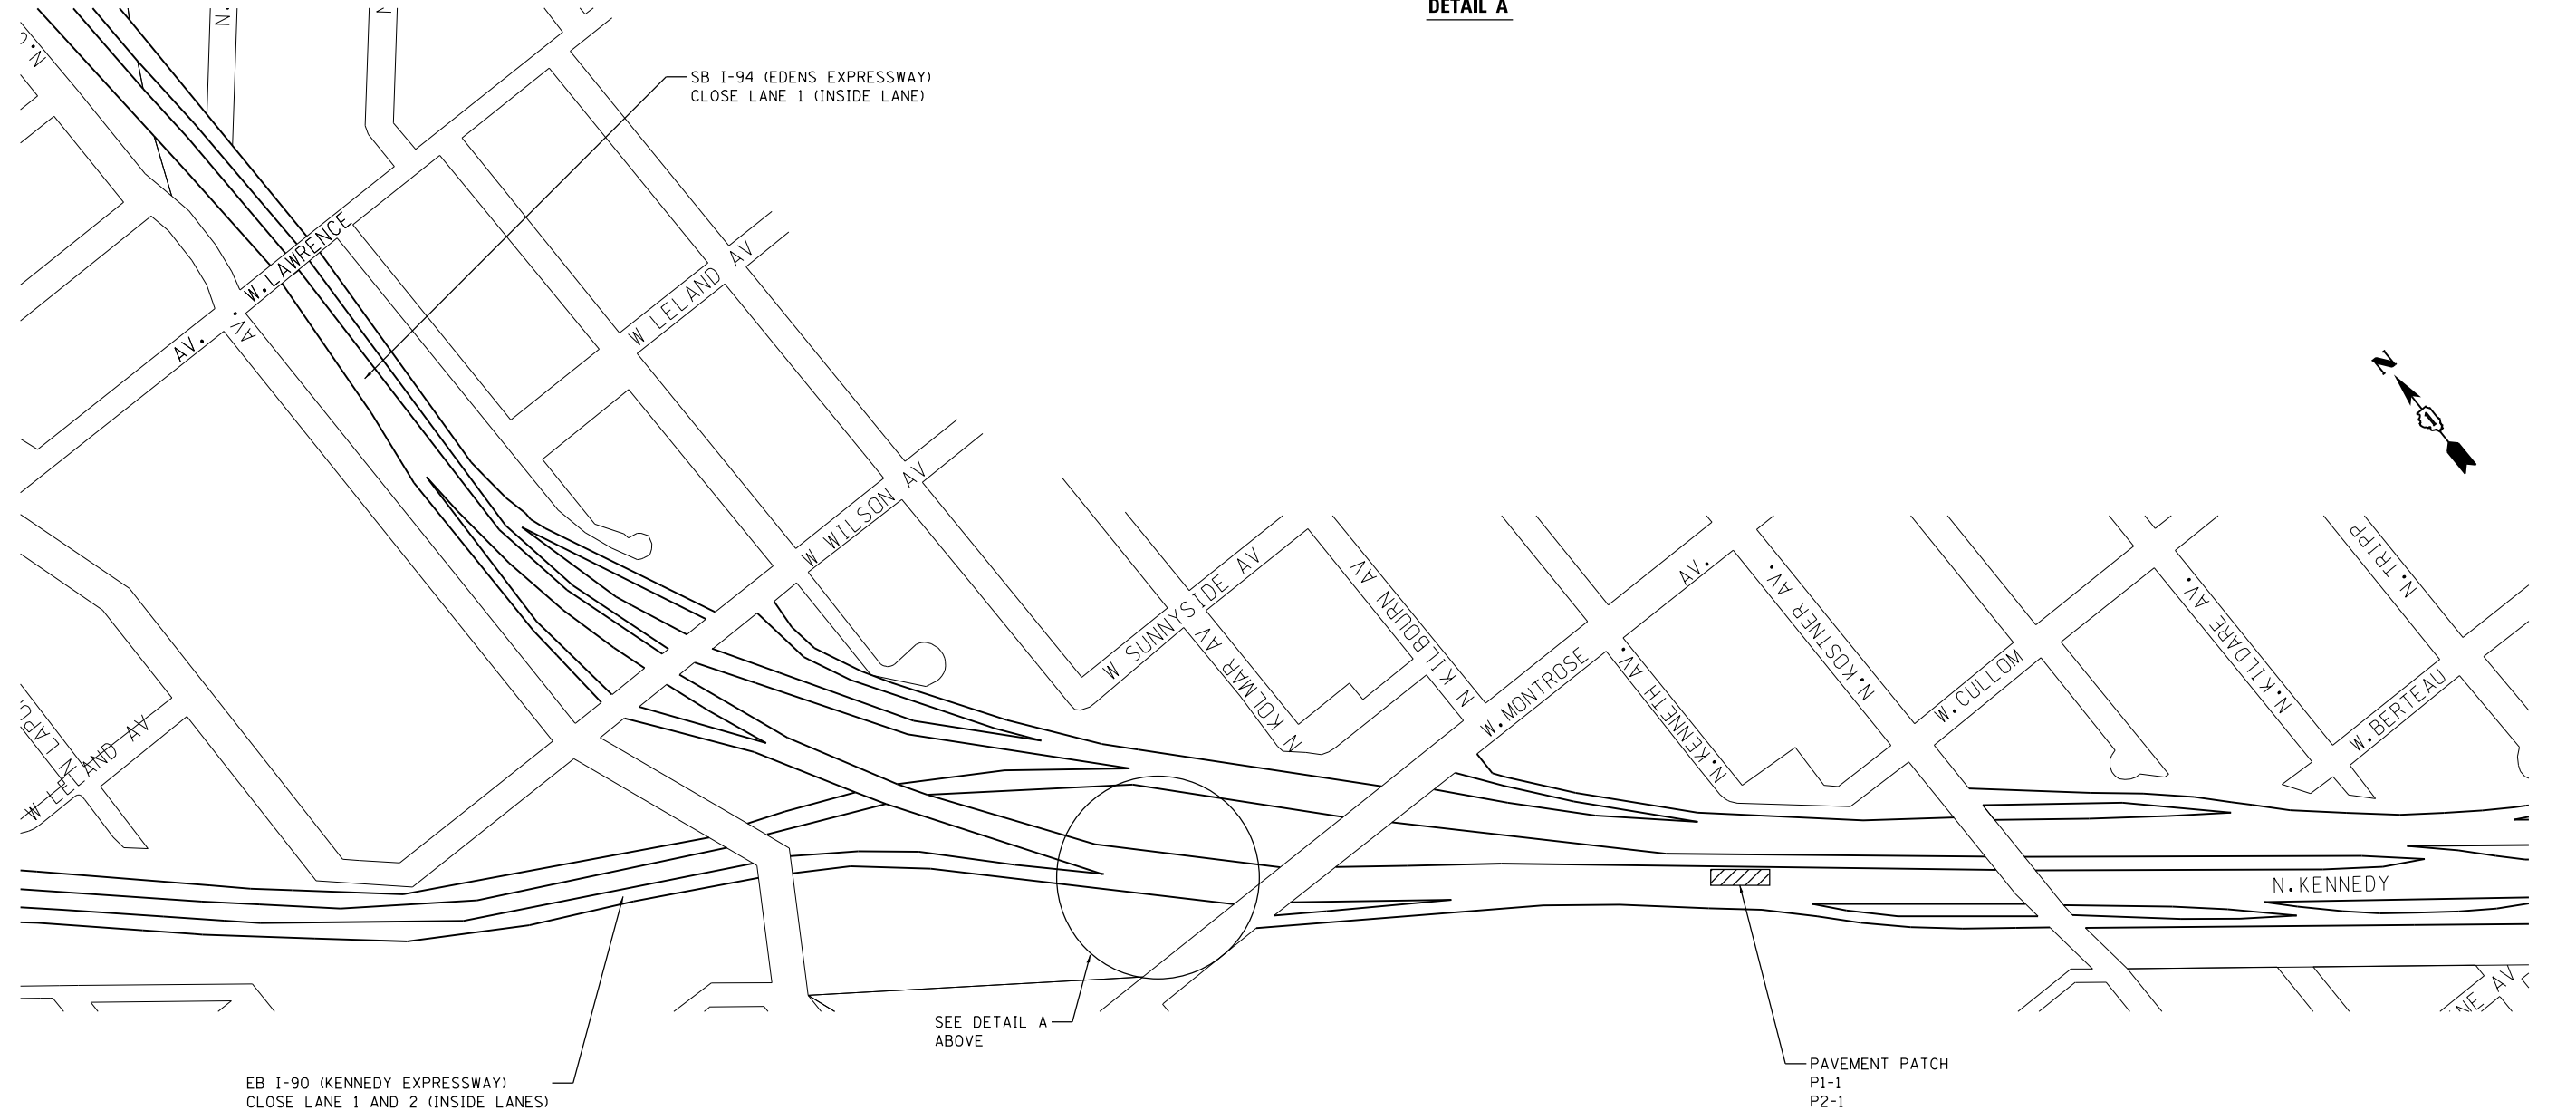 DETAIL A
SB I-94 (EDENS EXPRESSWAY)
CLOSE LANE 1 (INSIDE LANE)
W.LAWRENCE
AV.
AV.
W LELAND AV
N
W WILSON AV
W SUNNYSIDE AV
N KOLMAR AV
N KILBOURN AV
W.MONTROSE
AV.
N.KENNETH AV.
N.KOSTNER AV.
W.CULLOM
N.KILDARE AV.
N.TRIPP
W.BERTEAU
W LELAND AV
N.KENNEDY
SEE DETAIL A
ABOVE
PAVEMENT PATCH
P1-1
P2-1
EB I-90 (KENNEDY EXPRESSWAY)
CLOSE LANE 1 AND 2 (INSIDE LANES)